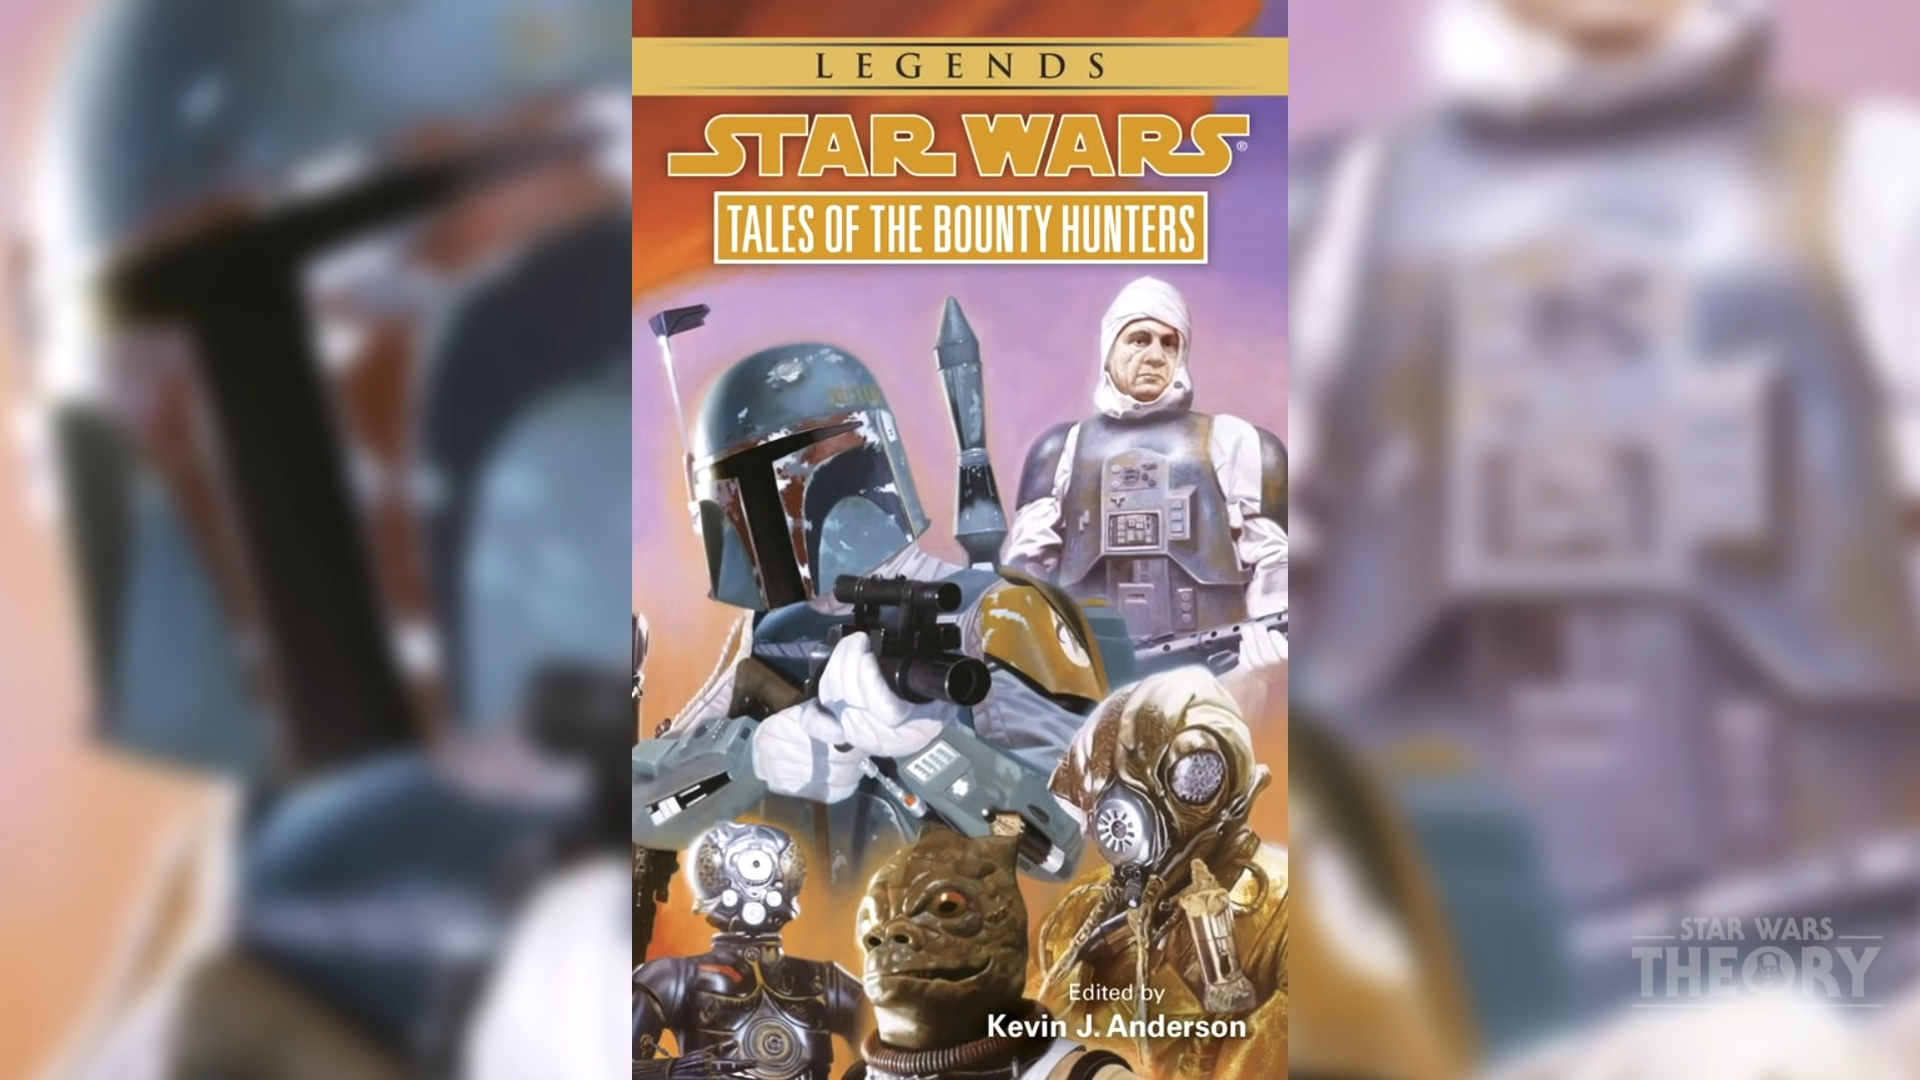 LEGENDS
STAR WARS®
TALES OF THE BOUNTY HUNTERS
Edited by
Kevin J. Anderson
STAR WARS
THEORY